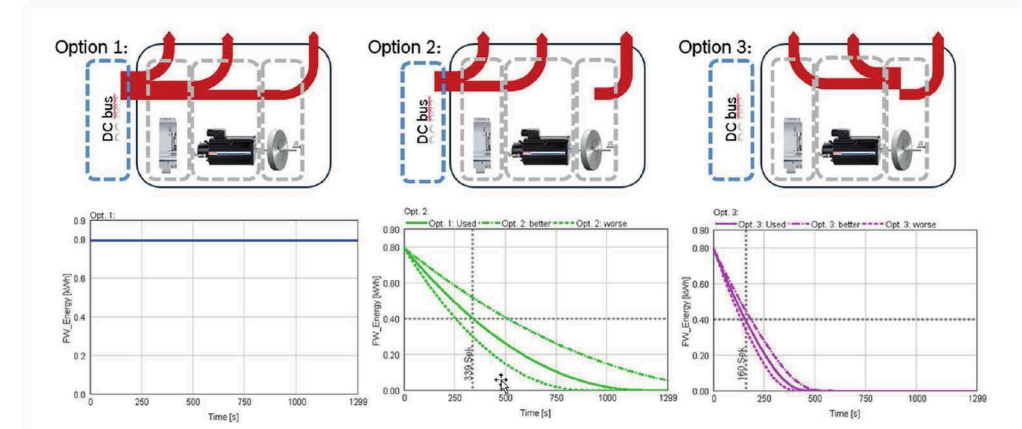 Option 1:
DC bus
Option 2:
DC bus
Option 3:
DC bus
Opt. 1:
0.9
0.8
0.6
0.4
0.2
0.0
FW_Energy [kWh]
0
250
500
750
1000
1299
Time [s]
Opt. 2:
Opt. 1: Used
Opt. 2: better
Opt. 2: worse
0.90
0.80
0.60
0.40
0.20
0.00
FW_Energy [kWh]
339 Sek.
0
250
500
750
1000
1299
Time [s]
Opt. 3:
Opt. 3: Used
Opt. 3: better
Opt. 3: worse
0.90
0.80
0.60
0.40
0.20
0.00
FW_Energy [kWh]
160 Sek.
0
250
500
750
1000
1299
Time [s]